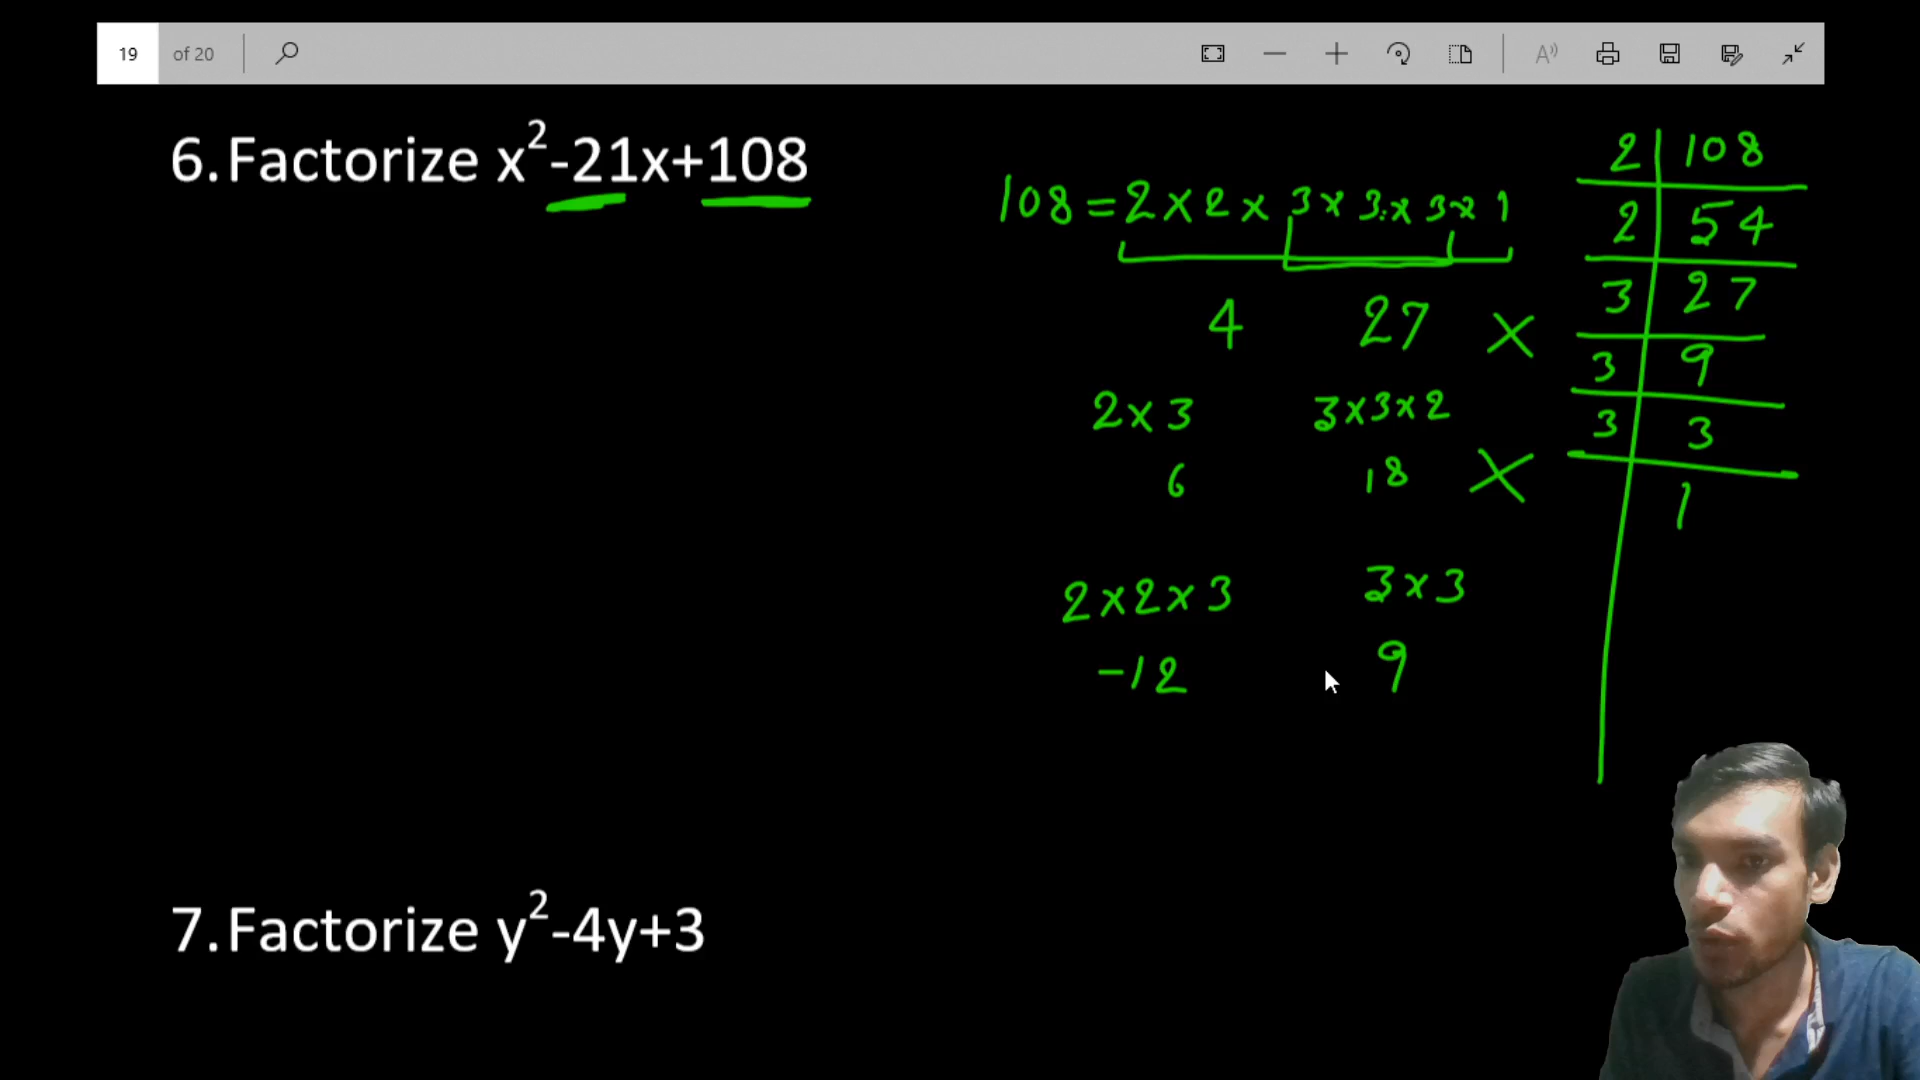 19 of 20
6. Factorize x²-21x+108
108 = 2 x 2 x 3 x 3 x 3 x 1
4 27 X
2 x 3 3 x 3 x 2
6 18 X
2 x 2 x 3 3 x 3
-12 9
2 | 108
2 | 54
3 | 27
3 | 9
3 | 3
1
7. Factorize y²-4y+3